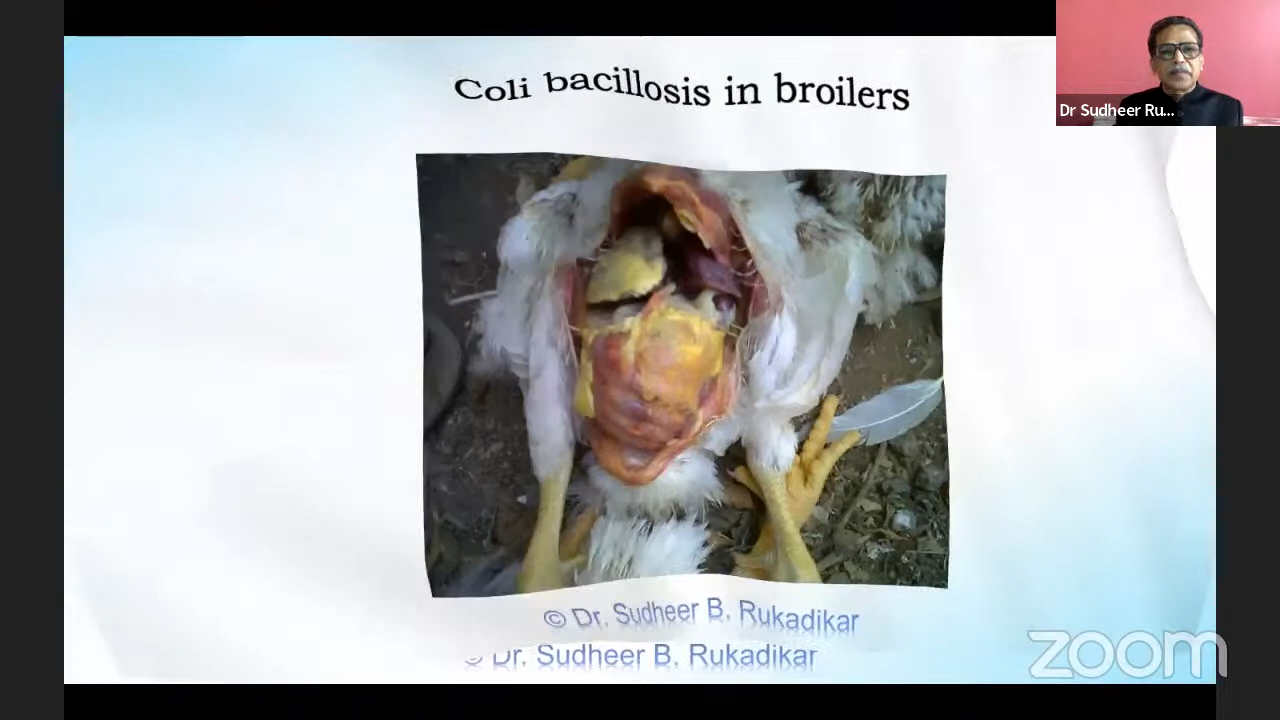 Coli bacillosis in broilers
Dr Sudheer Ru...
© Dr. Sudheer B. Rukadikar
© Dr. Sudheer B. Rukadikar
zoom